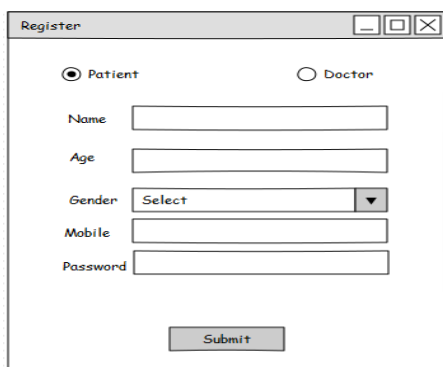 Register
Patient Doctor
Name
Age
Gender Select
Mobile
Password
Submit